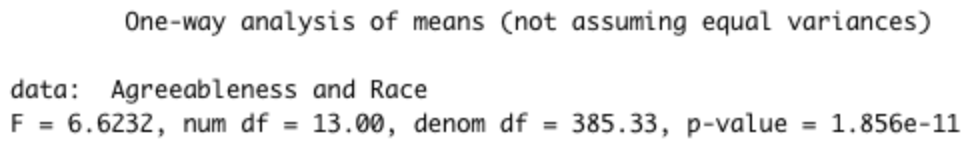 One-way analysis of means (not assuming equal variances)
data: Agreeableness and Race
F = 6.6232, num df = 13.00, denom df = 385.33, p-value = 1.856e-11